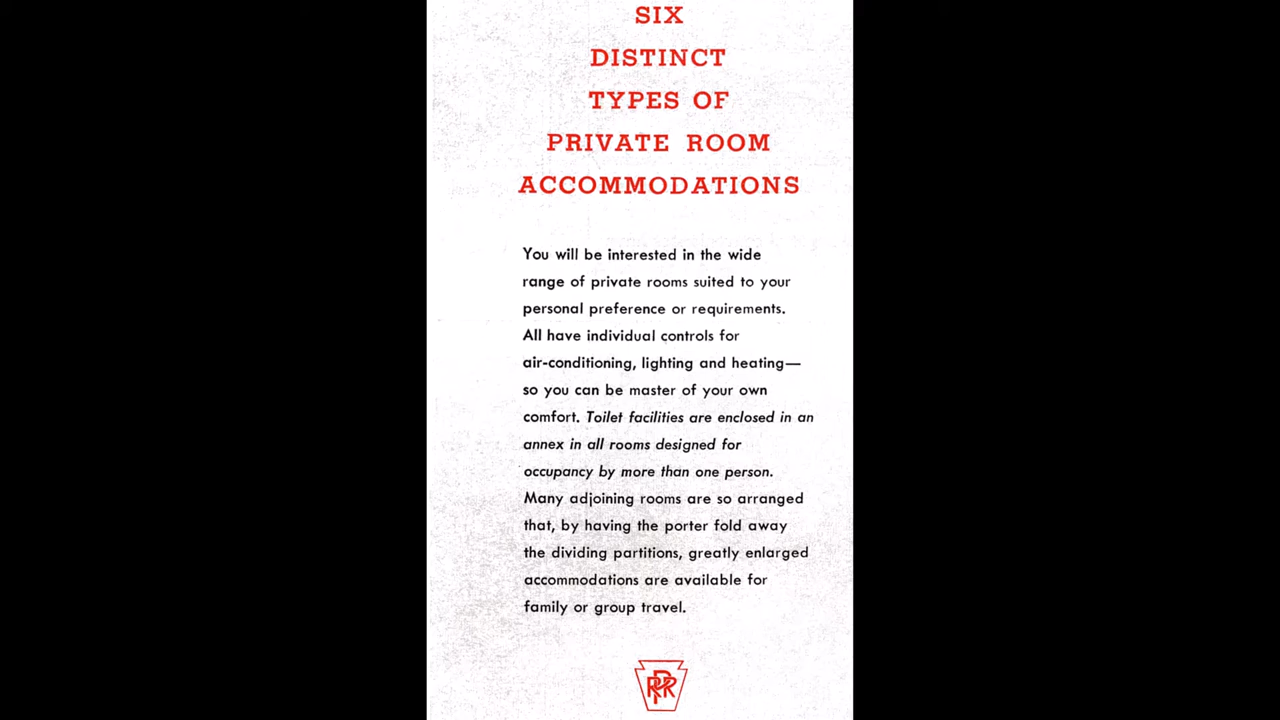 SIX
DISTINCT
TYPES OF
PRIVATE ROOM
ACCOMMODATIONS
You will be interested in the wide
range of private rooms suited to your
personal preference or requirements.
All have individual controls for
air-conditioning, lighting and heating—
so you can be master of your own
comfort. Toilet facilities are enclosed in an
annex in all rooms designed for
occupancy by more than one person.
Many adjoining rooms are so arranged
that, by having the porter fold away
the dividing partitions, greatly enlarged
accommodations are available for
family or group travel.
PRR